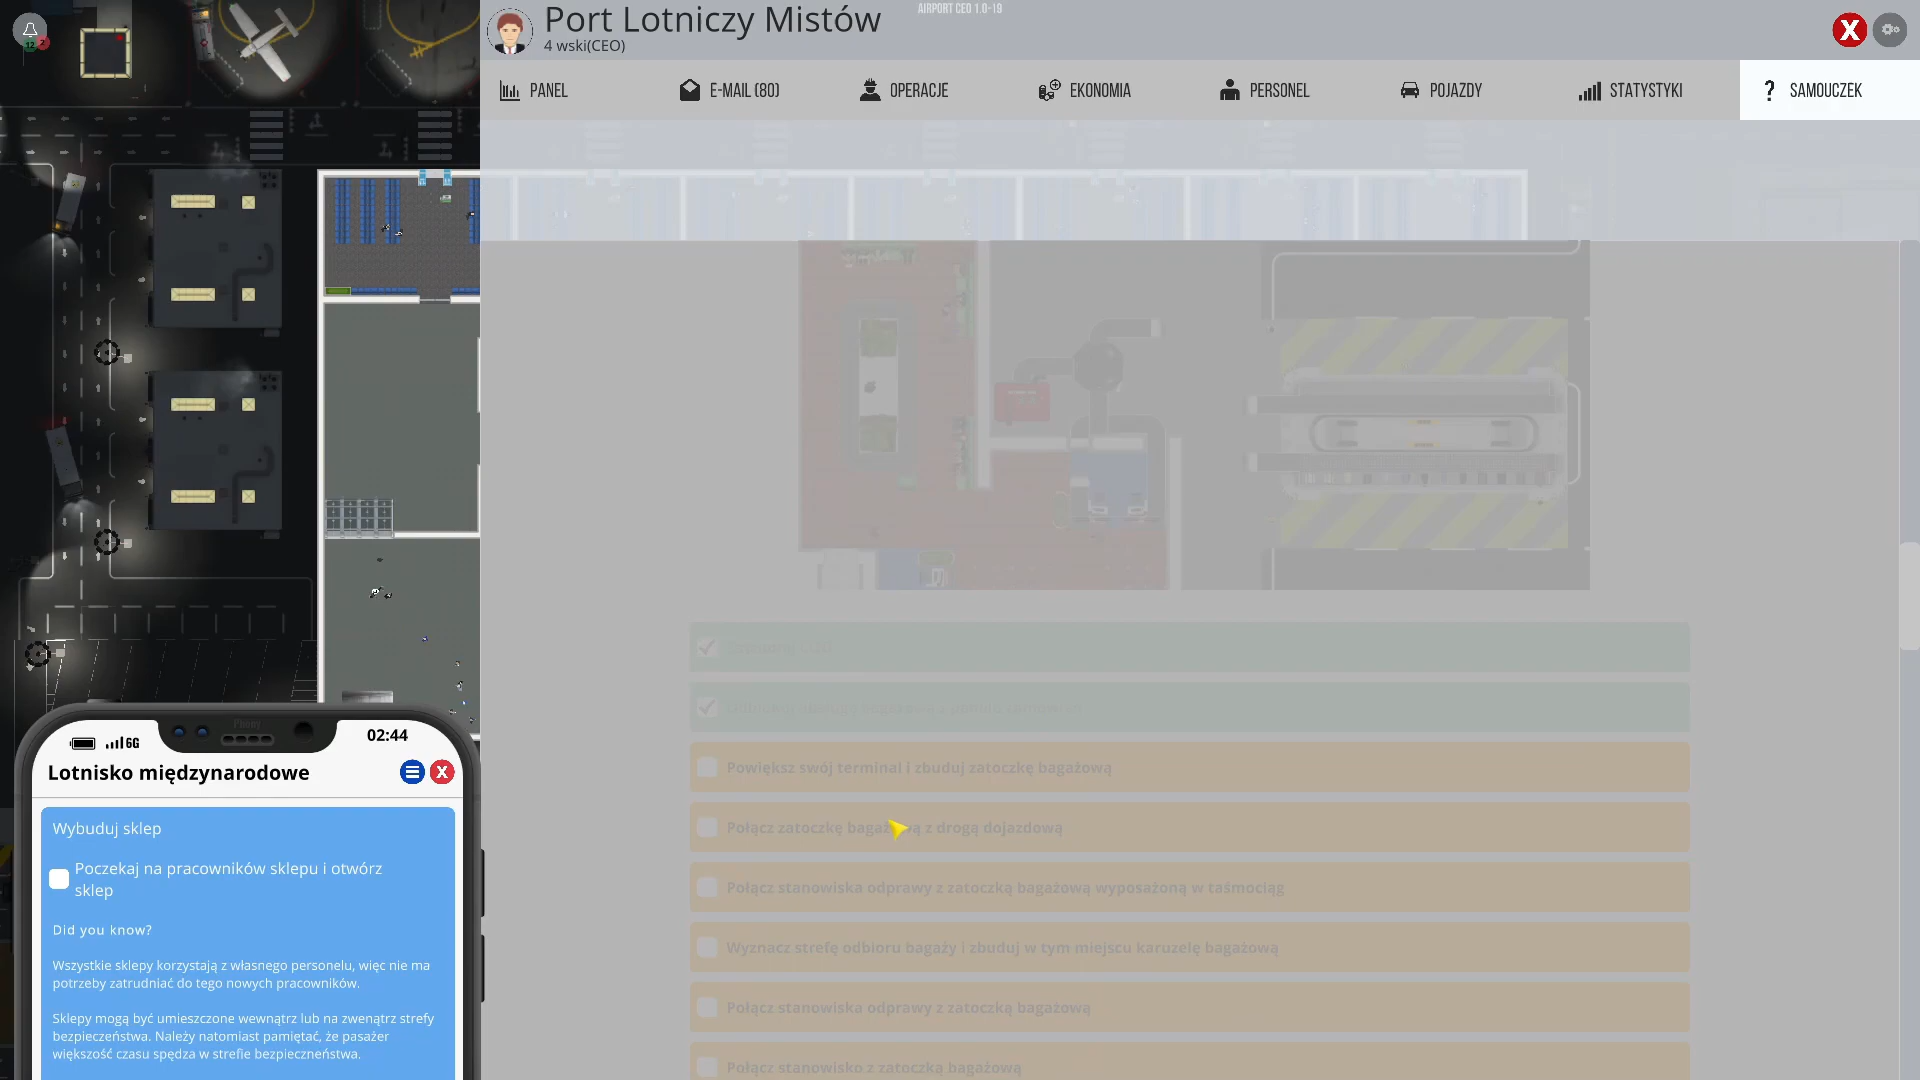 AIRPORT CEO 1.0-19
Port Lotniczy Mistów
4 wski(CEO)
12
2
PANEL
E-MAIL (80)
OPERACJE
EKONOMIA
PERSONEL
POJAZDY
STATYSTYKI
? SAMOUCZEK
Powiększ swój terminal i zbuduj zatoczkę bagażową
Połącz zatoczkę bagażową z drogą dojazdową
Połącz stanowiska odprawy z zatoczką bagażową wyposażoną w taśmociąg
Wyznacz strefę odbioru bagaży i zbuduj w tym miejscu karuzelę bagażową
Połącz stanowiska odprawy z zatoczką bagażową
Połącz stanowisko z zatoczką bagażową
Phony
6G
02:44
Lotnisko międzynarodowe
Wybuduj sklep
Poczekaj na pracowników sklepu i otwórz
sklep
Did you know?
Wszystkie sklepy korzystają z własnego personelu, więc nie ma
potrzeby zatrudniać do tego nowych pracowników.
Sklepy mogą być umieszczone wewnątrz lub na zwenątrz strefy
bezpieczeństwa. Należy natomiast pamiętać, że pasażer
większość czasu spędza w strefie bezpieczneństwa.